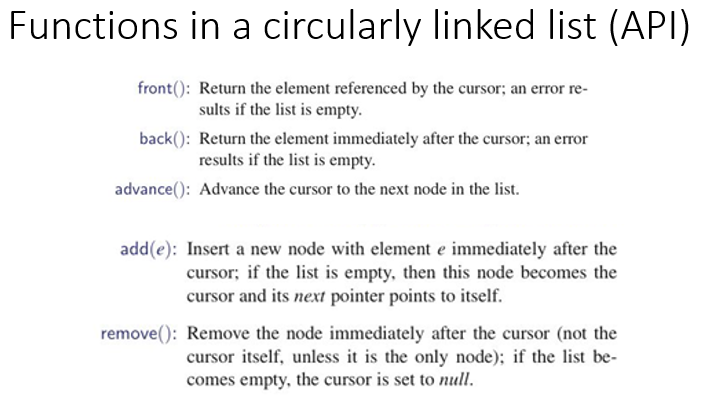 Functions in a circularly linked list (API)
front(): Return the element referenced by the cursor; an error re-
sults if the list is empty.
back(): Return the element immediately after the cursor; an error
results if the list is empty.
advance(): Advance the cursor to the next node in the list.
add(e): Insert a new node with element e immediately after the
cursor; if the list is empty, then this node becomes the
cursor and its next pointer points to itself.
remove(): Remove the node immediately after the cursor (not the
cursor itself, unless it is the only node); if the list be-
comes empty, the cursor is set to null.